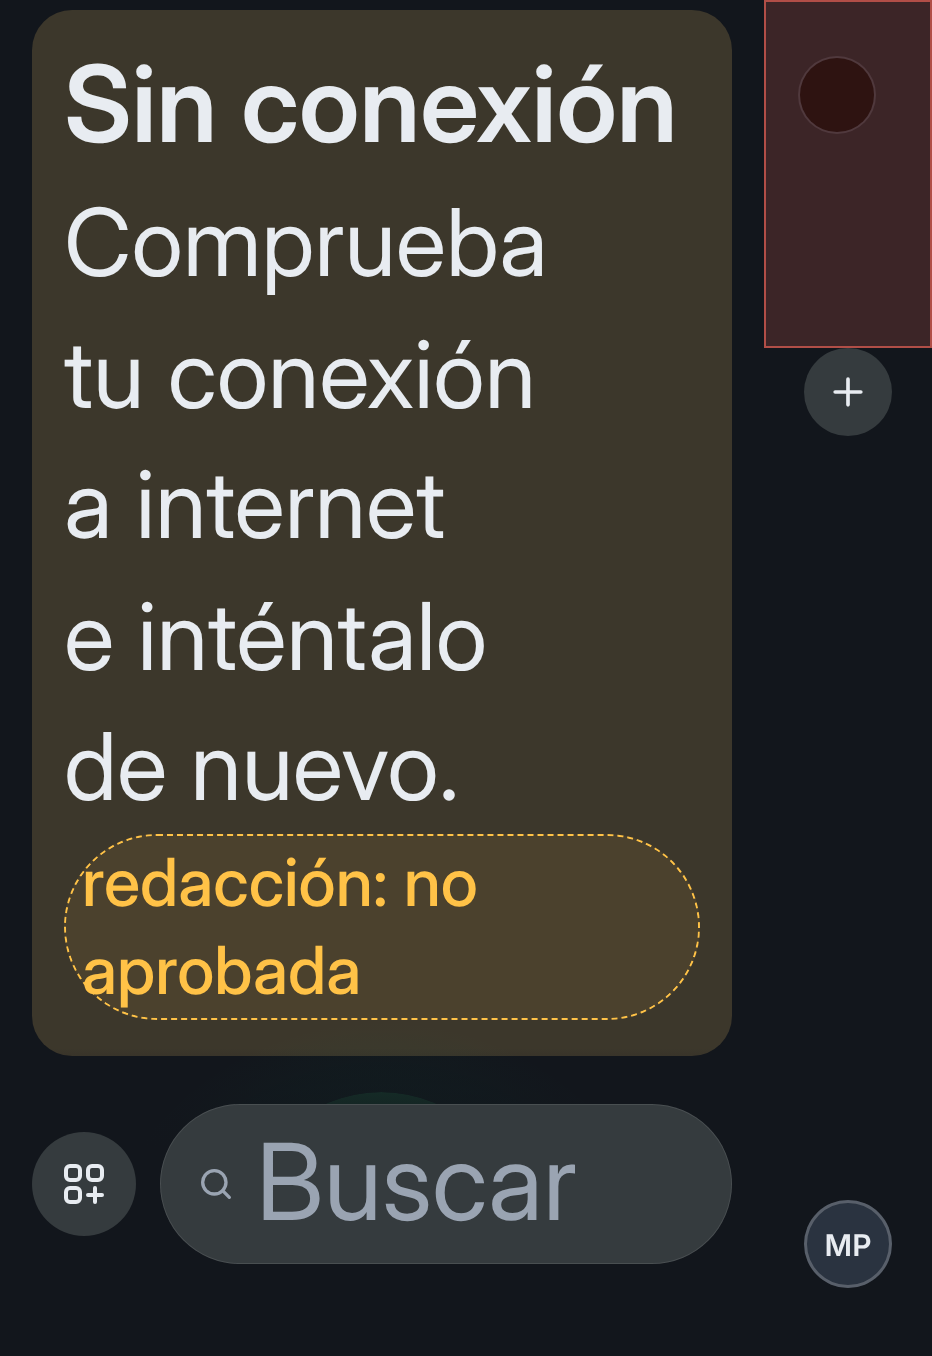 Sin conexión
Comprueba
tu conexión
a internet
e inténtalo
de nuevo.
redacción: no
aprobada
Buscar
MP